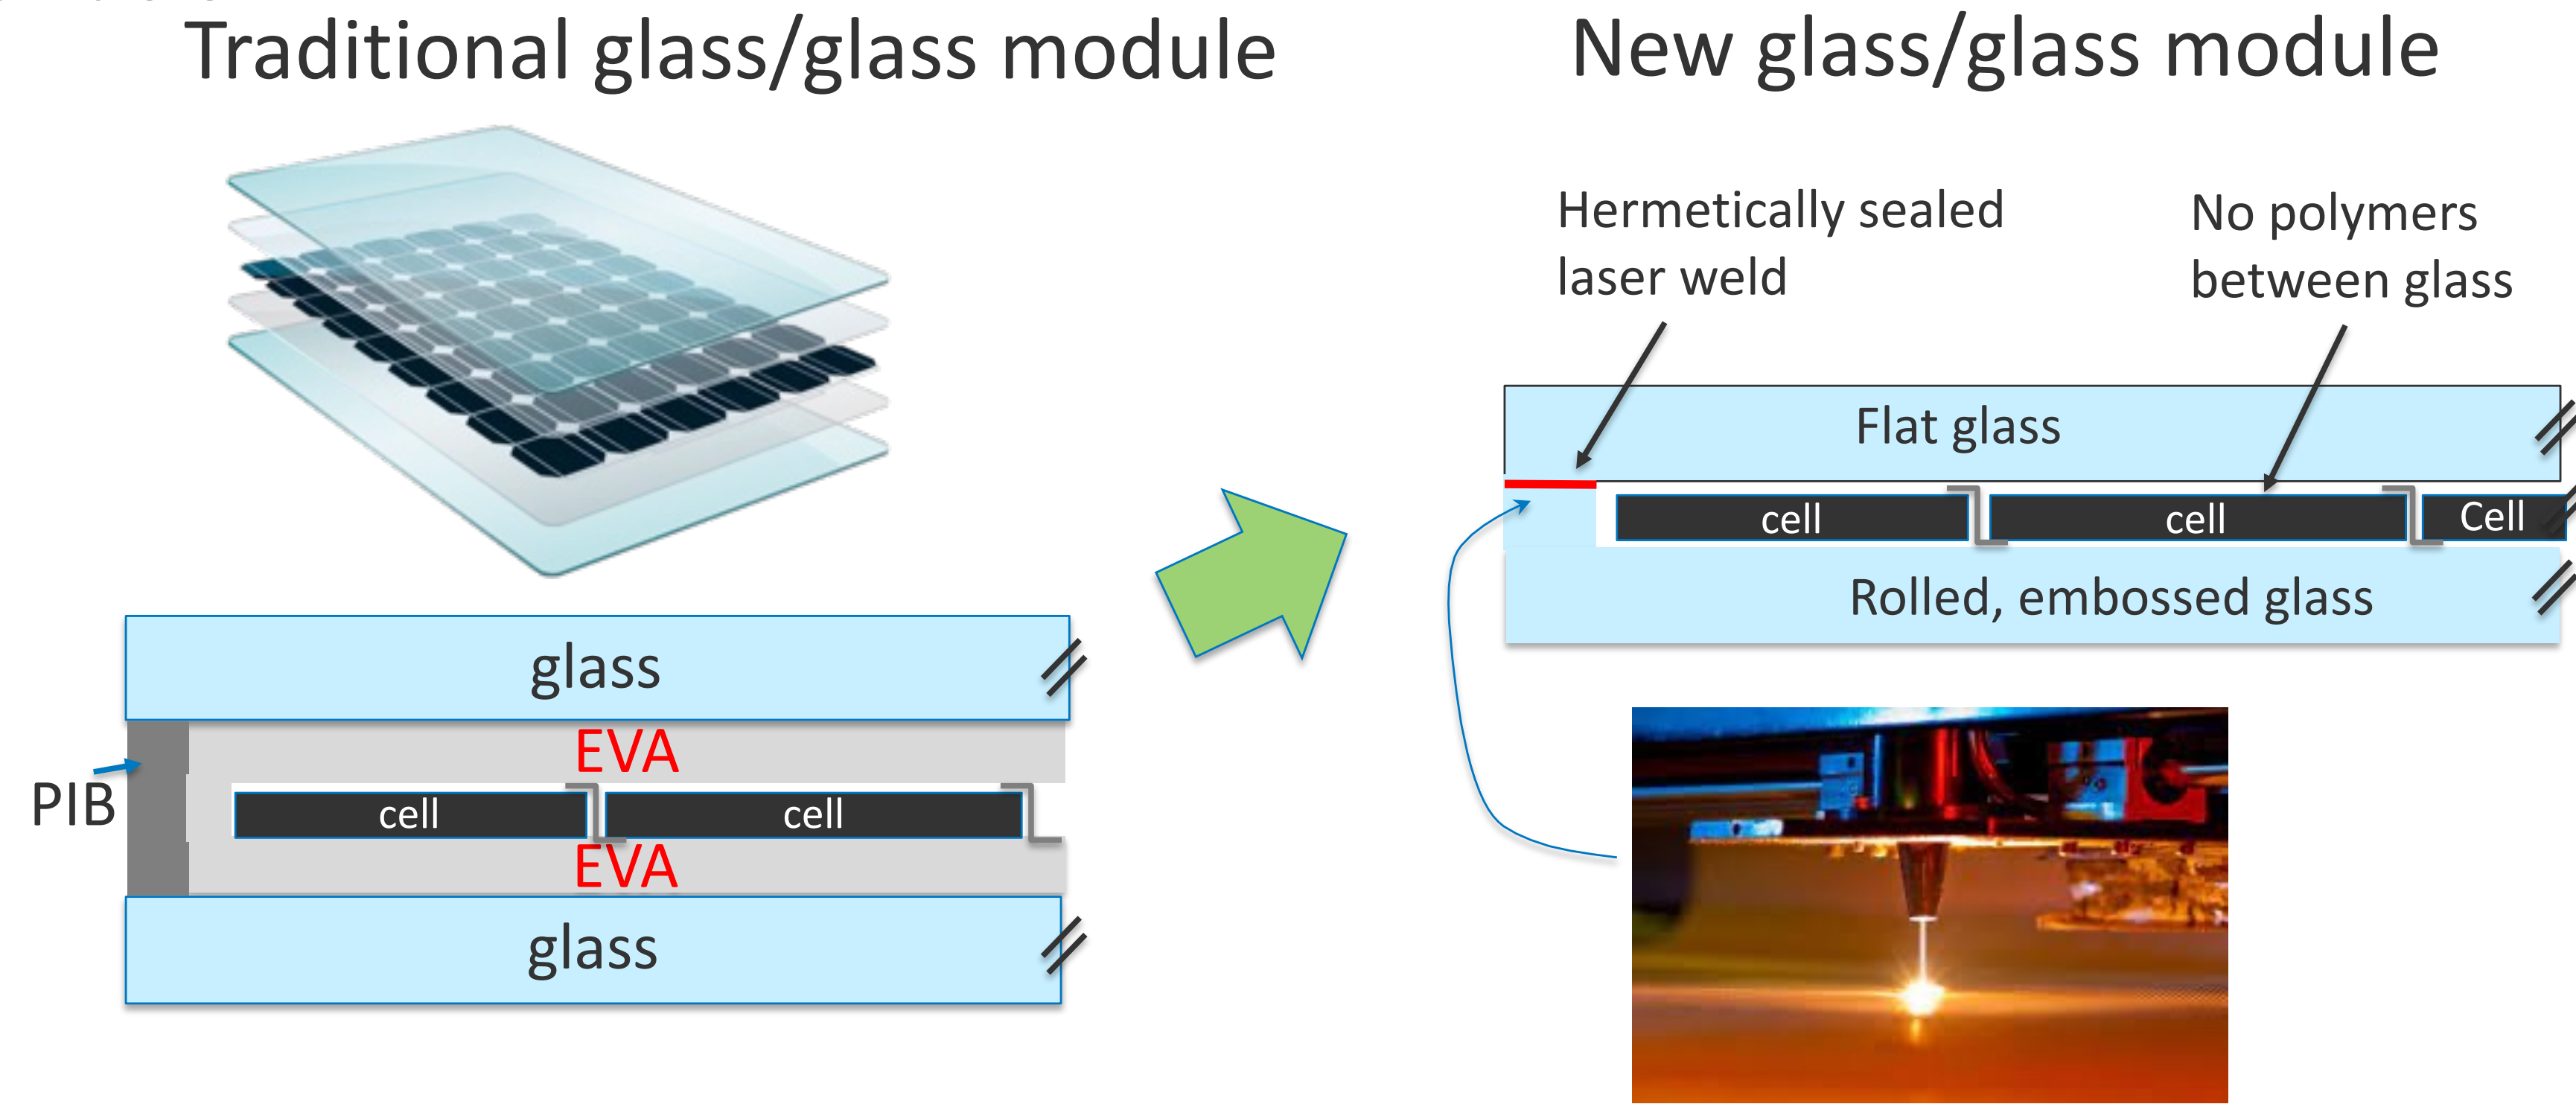 Traditional glass/glass module
New glass/glass module
Hermetically sealed
laser weld
No polymers
between glass
Flat glass
cell
cell
Cell
Rolled, embossed glass
glass
EVA
PIB
cell
cell
EVA
glass